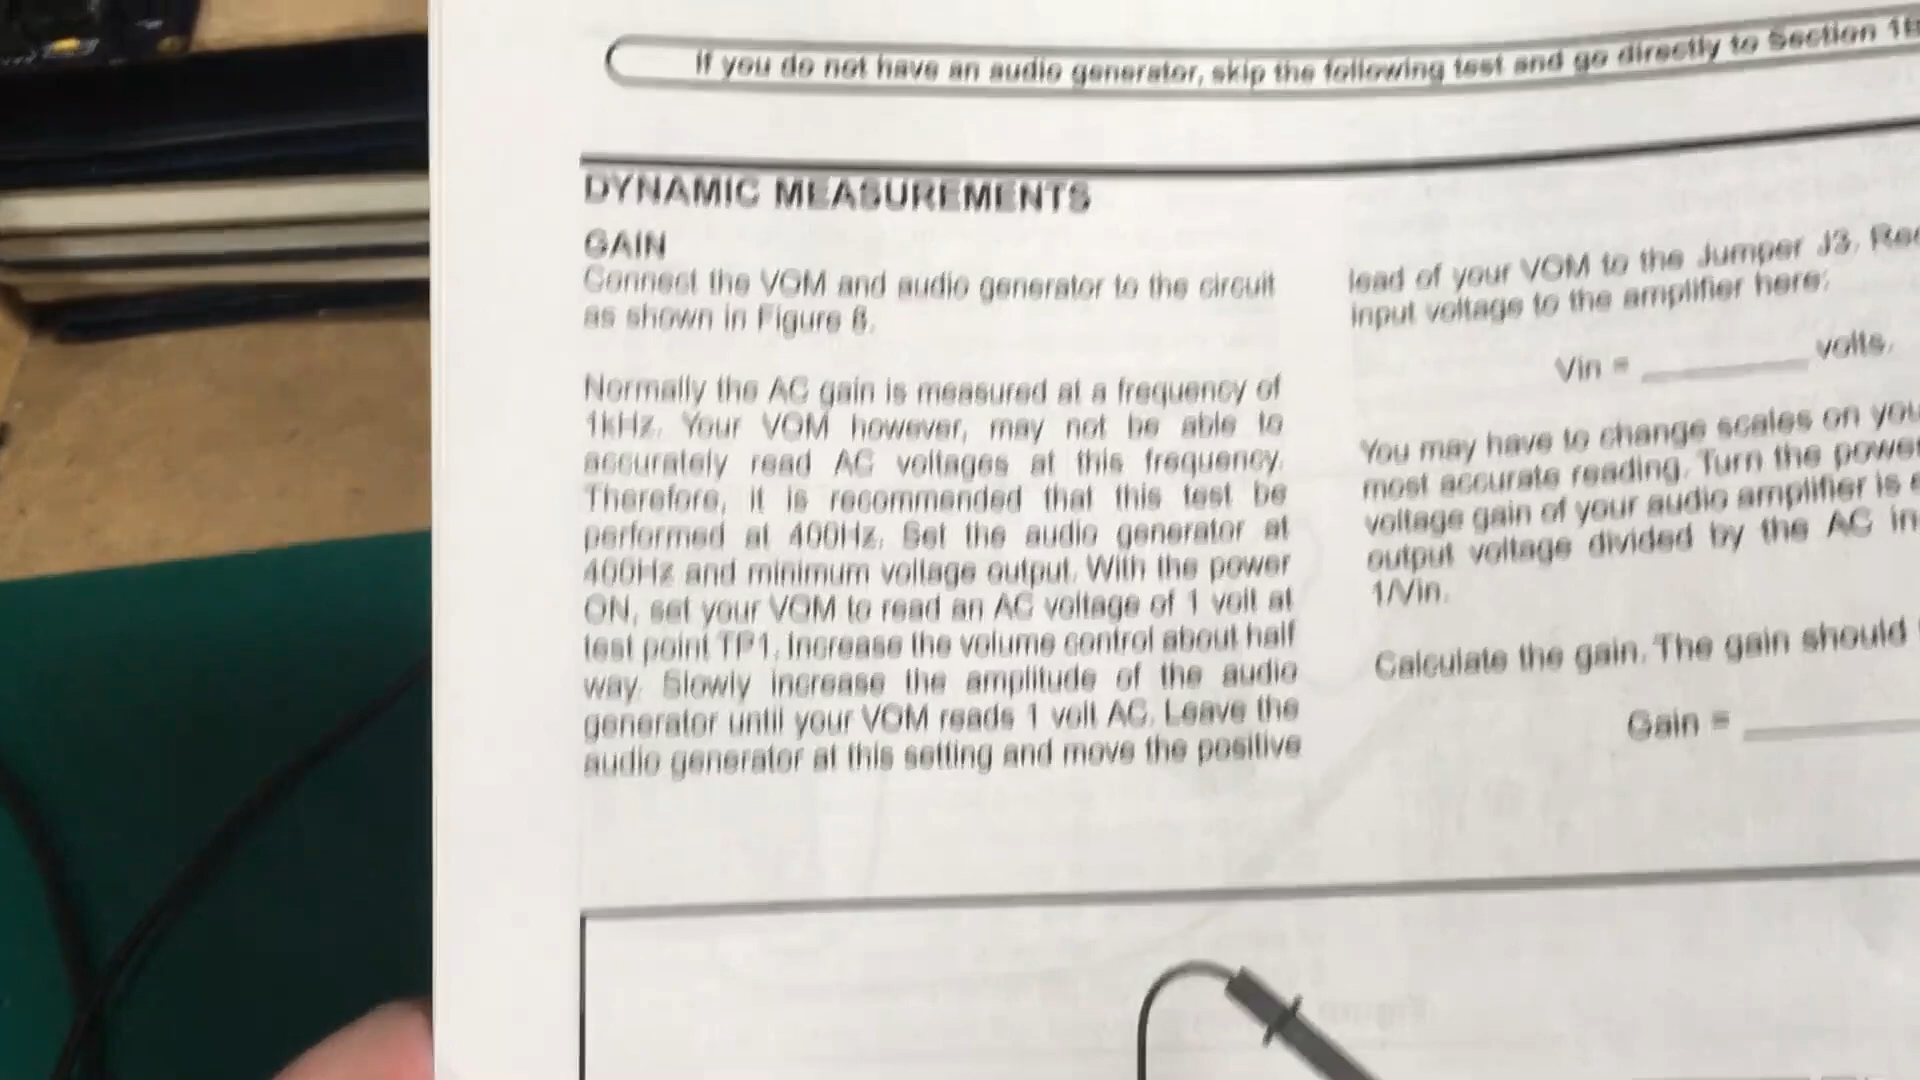 If you do not have an audio generator, skip the following test and go directly to Section 1B
DYNAMIC MEASUREMENTS
GAIN
Connect the VOM and audio generator to the circuit
as shown in Figure 6.
Normally the AC gain is measured at a frequency of
1kHz. Your VOM however, may not be able to
accurately read AC voltages at this frequency.
Therefore, it is recommended that this test be
performed at 400Hz. Set the audio generator at
400Hz and minimum voltage output. With the power
ON, set your VOM to read an AC voltage of 1 volt at
test point TP1. Increase the volume control about half
way. Slowly increase the amplitude of the audio
generator until your VOM reads 1 volt AC. Leave the
audio generator at this setting and move the positive
lead of your VOM to the Jumper J3. Rec
input voltage to the amplifier here:
Vin = ________ volts.
You may have to change scales on you
most accurate reading. Turn the power
voltage gain of your audio amplifier is e
output voltage divided by the AC in
1/Vin.
Calculate the gain. The gain should
Gain = ________